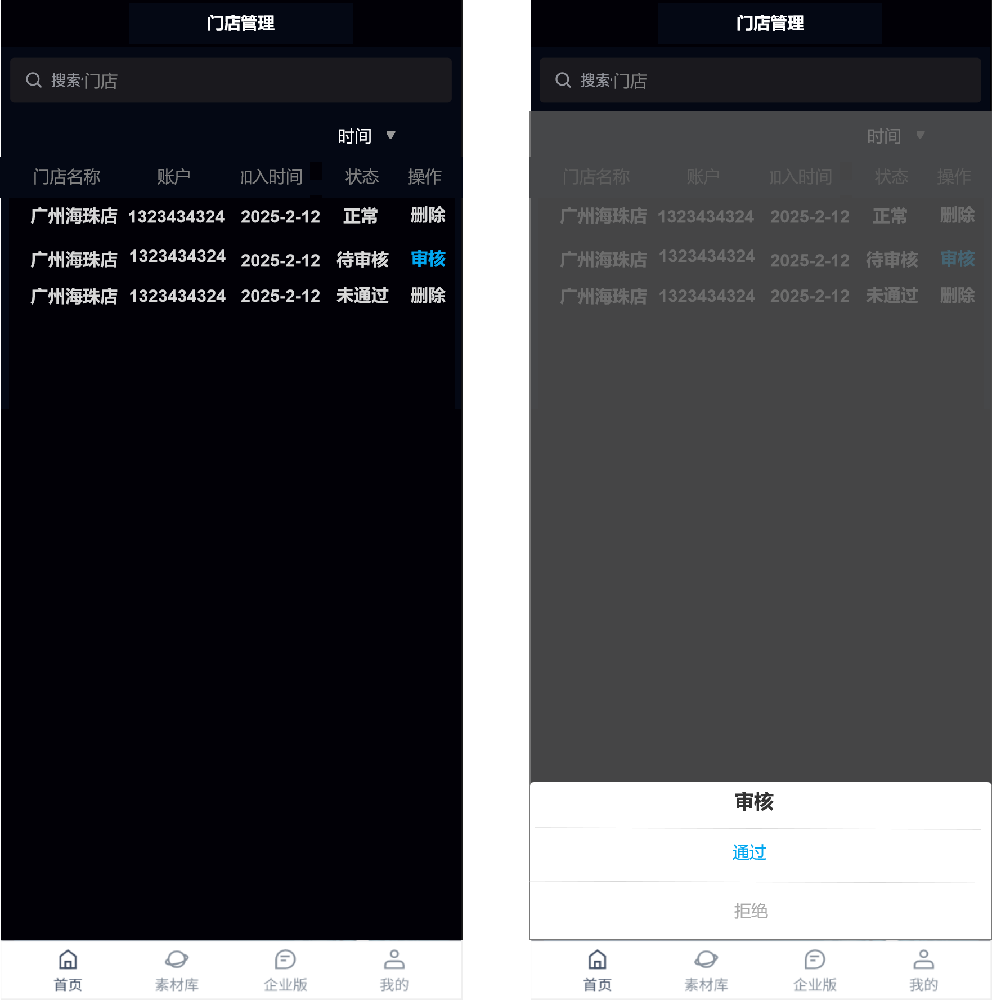 门店管理
搜索 门店
时间
门店名称 账户 加入时间 状态 操作
广州海珠店 1323434324 2025-2-12 正常 删除
广州海珠店 1323434324 2025-2-12 待审核 审核
广州海珠店 1323434324 2025-2-12 未通过 删除
首页 素材库 企业版 我的
门店管理
搜索 门店
时间
门店名称 账户 加入时间 状态 操作
广州海珠店 1323434324 2025-2-12 正常 删除
广州海珠店 1323434324 2025-2-12 待审核 审核
广州海珠店 1323434324 2025-2-12 未通过 删除
审核
通过
拒绝
首页 素材库 企业版 我的